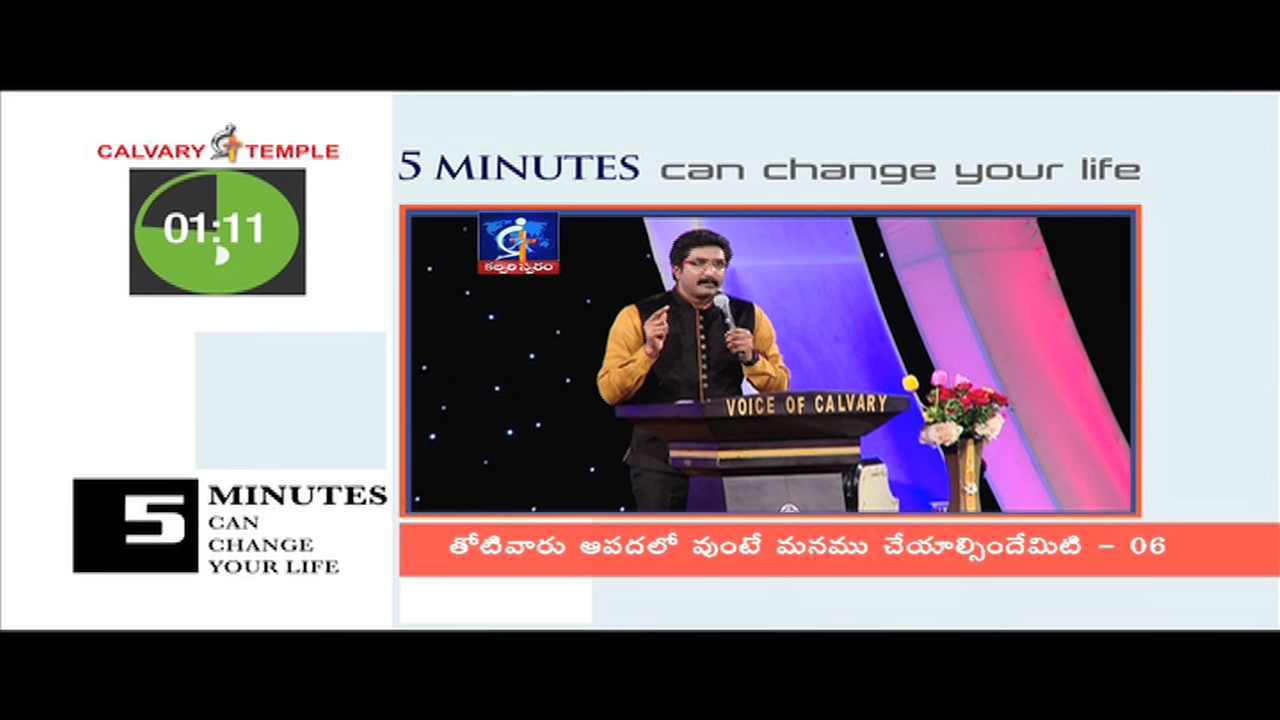 CALVARY TEMPLE
01:11
5 MINUTES can change your life
కల్వరి స్వరం
VOICE OF CALVARY
5 MINUTES
CAN
CHANGE
YOUR LIFE
తోటివారు ఆపదలో వుంటే మనము చేయాల్సిందేమిటి – 06